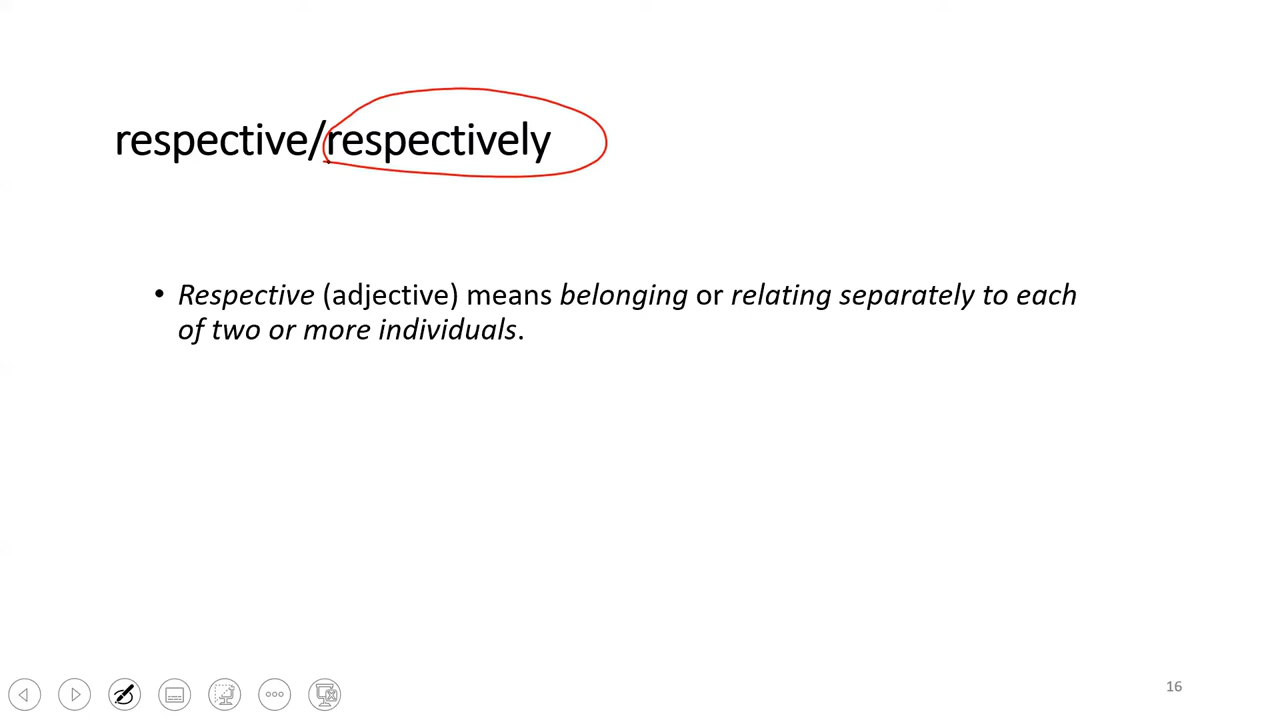 respective/respectively
• Respective (adjective) means belonging or relating separately to each
of two or more individuals.
16